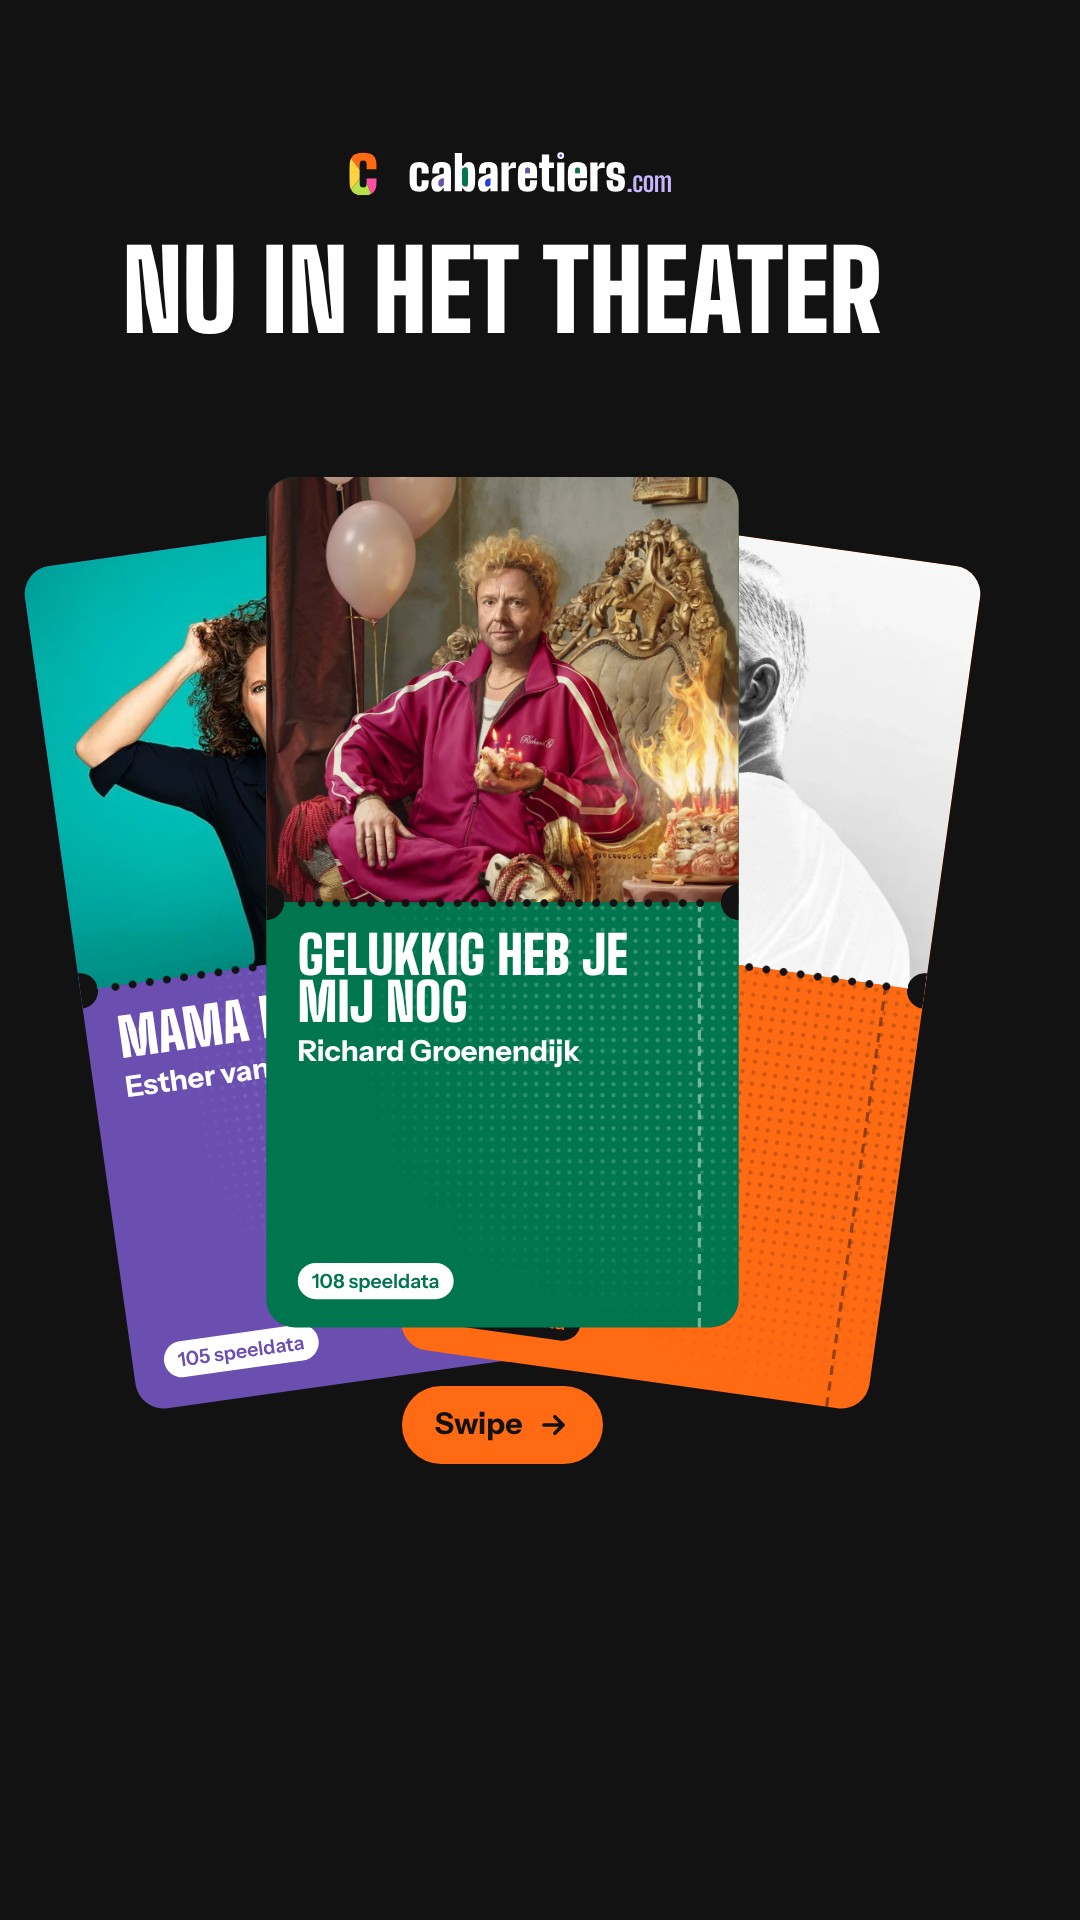 cabaretiers.com
NU IN HET THEATER
GELUKKIG HEB JE
MIJ NOG
Richard Groenendijk
108 speeldata
MAMA
Esther van
105 speeldata
Swipe →